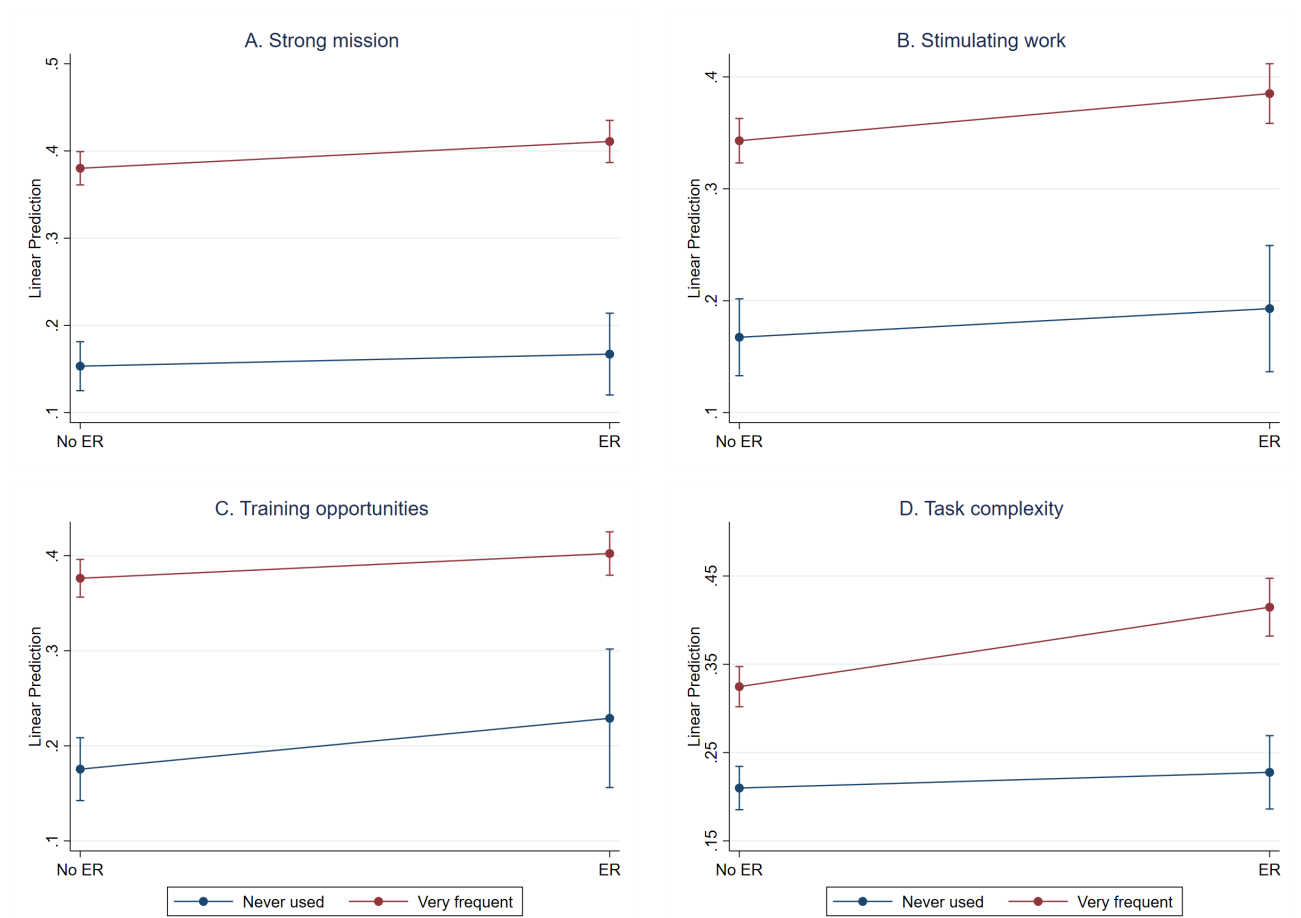 A. Strong mission
Linear Prediction
.5
.4
.3
.2
.1
No ER ER
B. Stimulating work
Linear Prediction
.4
.3
.2
.1
No ER ER
C. Training opportunities
Linear Prediction
.4
.3
.2
.1
No ER ER
Never used Very frequent
D. Task complexity
Linear Prediction
.45
.35
.25
.15
No ER ER
Never used Very frequent